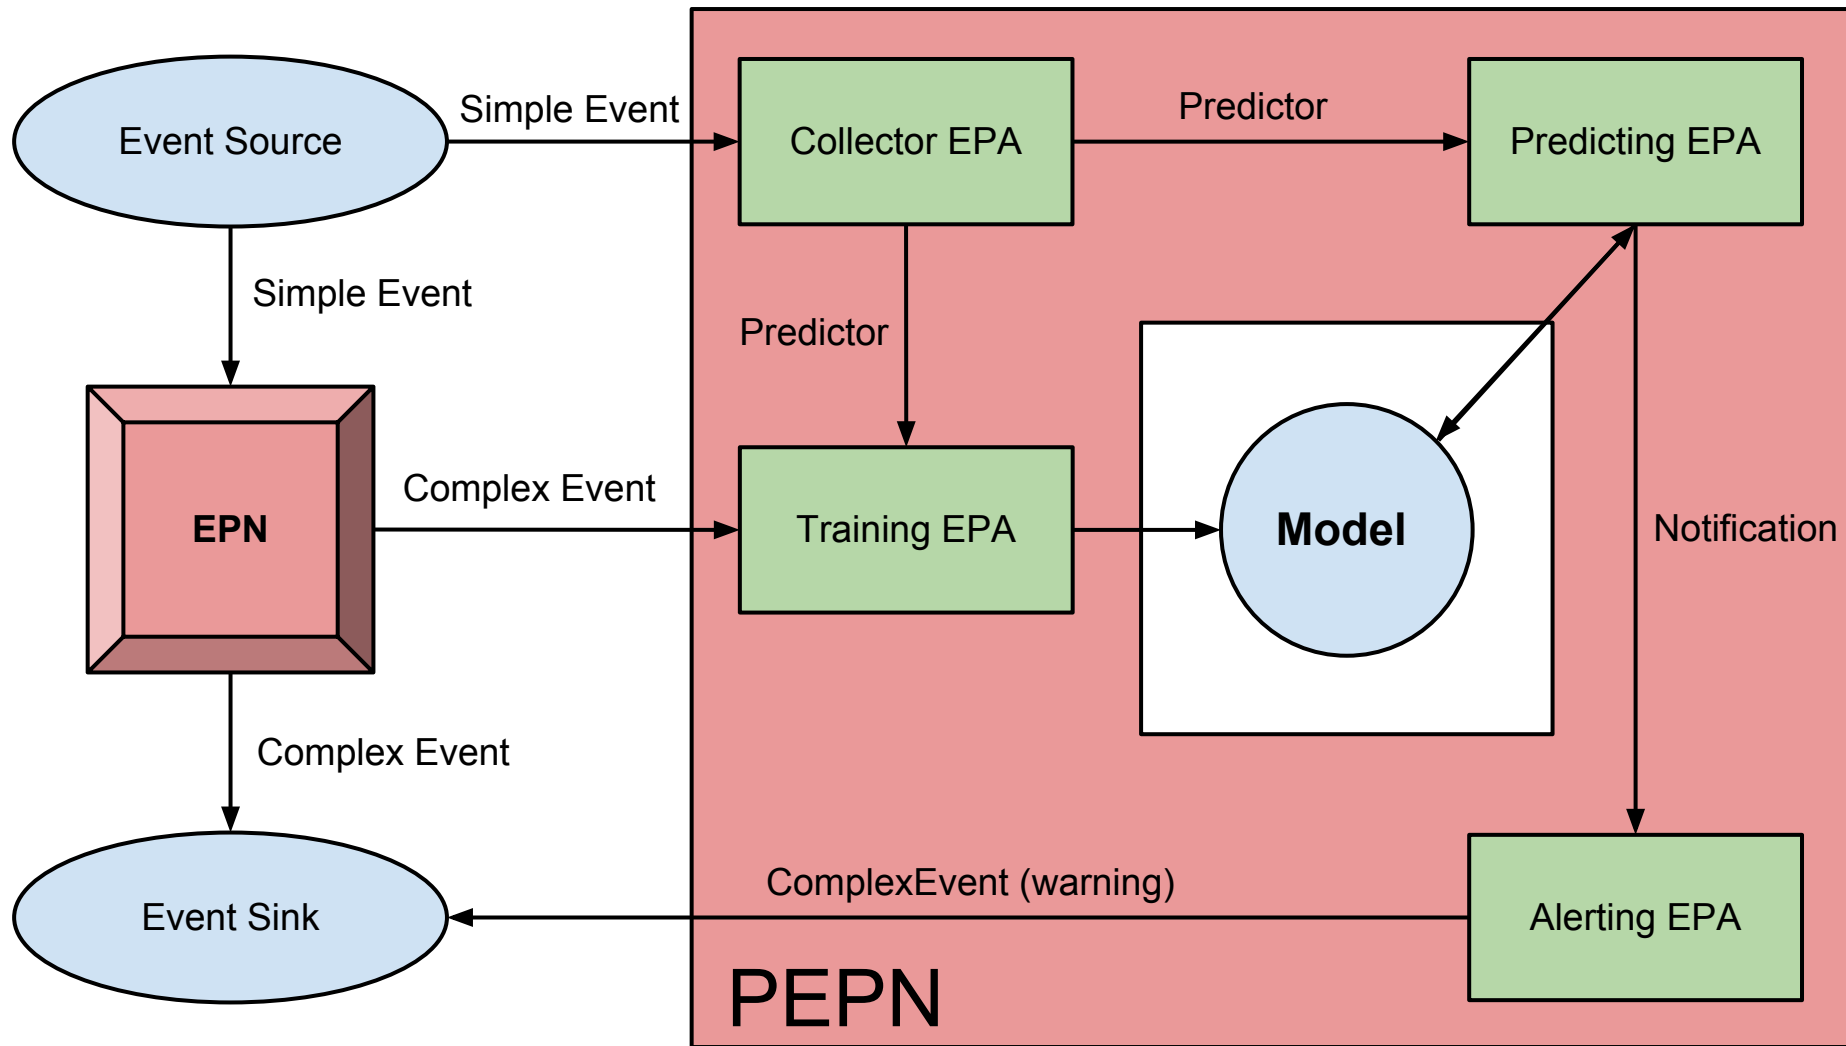 Event Source
Simple Event
Collector EPA
Predictor
Predicting EPA
Simple Event
Predictor
EPN
Complex Event
Training EPA
Model
Notification
Complex Event
Event Sink
ComplexEvent (warning)
Alerting EPA
PEPN